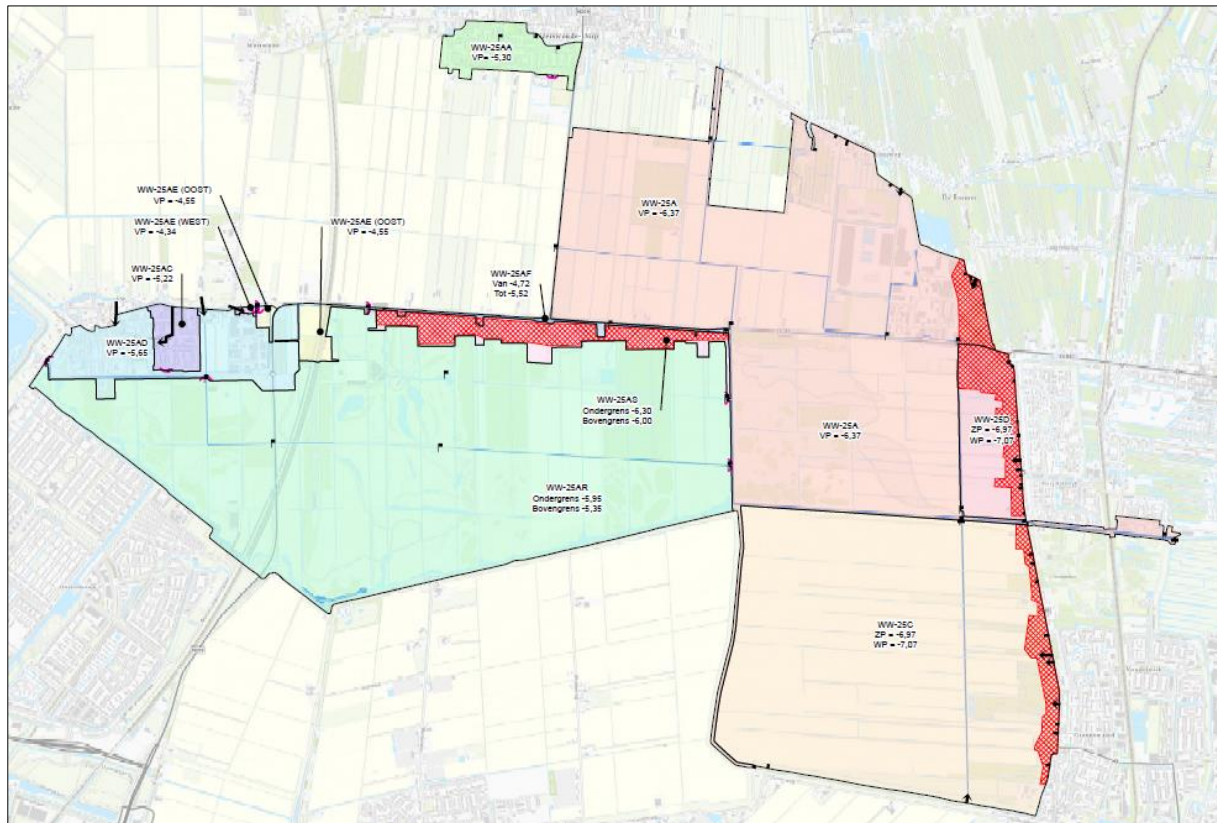 WW-25AA
VP= -5,30
WW-25AE (OOST)
VP = -4,55
WW-25AE (WEST)
VP = -4,34
WW-25AE (OOST)
VP = -4,55
WW-25A
VP = -6,37
WW-25AC
VP = -5,22
WW-25AF
Van -4,72
Tot -5,52
WW-25AD
VP = -5,65
WW-25AS
Ondergrens -6,30
Bovengrens -6,00
WW-25A
VP = -6,37
WW-25D
ZP = -6,97
WP = -7,07
WW-25AR
Ondergrens -5,95
Bovengrens -5,35
WW-25C
ZP = -6,97
WP = -7,07